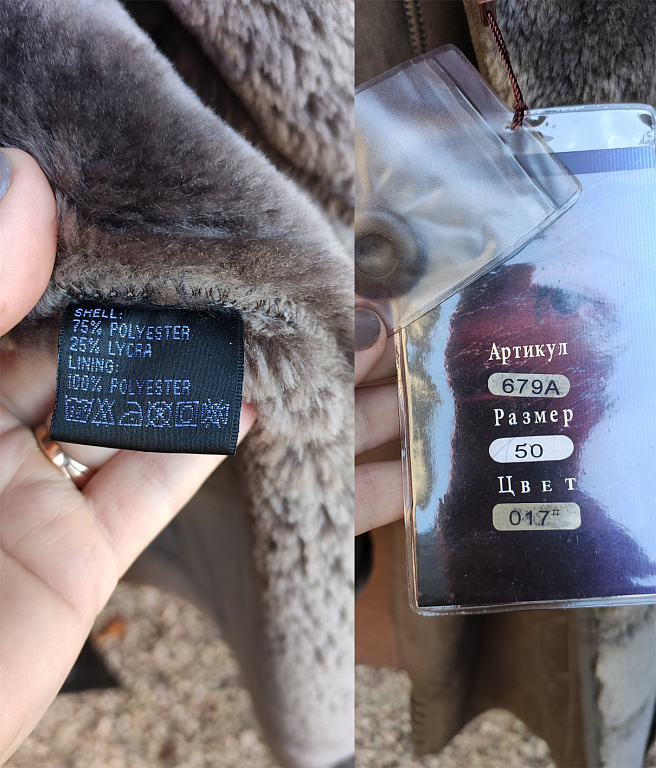 SHELL:
75% POLYESTER
25% LYCRA
LINING:
100% POLYESTER
Артикул
679A
Размер
50
Цвет
017#